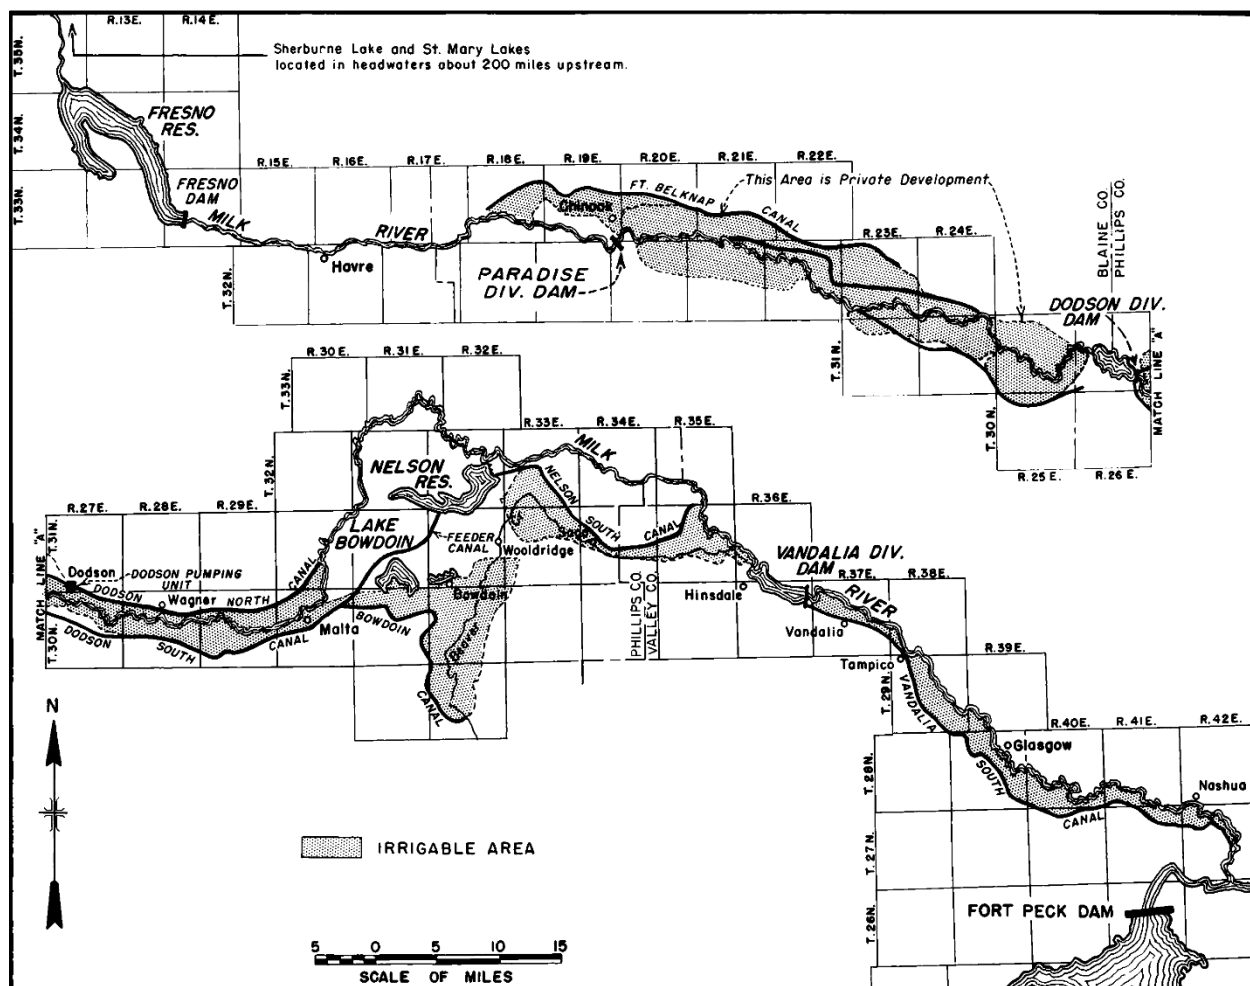 R.13E. R.14E.
T.35N.
Sherburne Lake and St. Mary Lakes
located in headwaters about 200 miles upstream.
T.34N.
FRESNO
RES.
T.33N.
FRESNO
DAM
R.15E. R.16E. R.17E. R.18E. R.19E. R.20E. R.21E. R.22E.
MILK
RIVER
Havre
T.32N.
FT. BELKNAP
CANAL
Chinook
This Area is Private Development
PARADISE
DIV. DAM
R.23E. R.24E.
BLAINE CO.
PHILLIPS CO.
DODSON DIV.
DAM
T.31N.
T.30N.
R.25E. R.26E.
MATCH LINE "A"
R.30E. R.31E. R.32E.
T.33N.
R.33E. R.34E. R.35E.
T.32N.
NELSON
RES.
MILK
NELSON
SOUTH
CANAL
R.36E.
R.27E. R.28E. R.29E.
MATCH LINE "A"
T.31N.
T.30N.
LAKE
BOWDOIN
FEEDER
CANAL
Wooldridge
Saco
Dodson
DODSON PUMPING
UNIT
DODSON
NORTH
CANAL
Wagner
DODSON
SOUTH
CANAL
Malta
BOWDOIN
CANAL
Bowdoin
Beaver
PHILLIPS CO.
VALLEY CO.
Hinsdale
VANDALIA DIV.
DAM
R.37E. R.38E.
RIVER
Vandalia
Tampico
R.39E.
T.29N.
VANDALIA
SOUTH
CANAL
R.40E. R.41E. R.42E.
Glasgow
Nashua
T.28N.
T.27N.
T.26N.
FORT PECK DAM
N
IRRIGABLE AREA
5 0 5 10 15
SCALE OF MILES